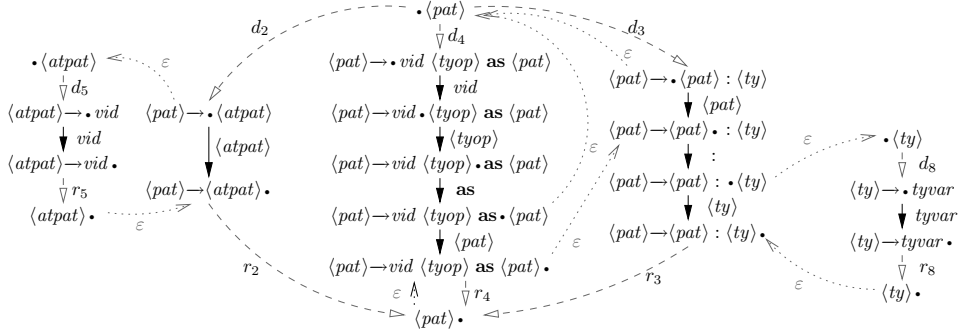 •⟨pat⟩
d₂
d₄
d₃
ε
ε
•⟨atpat⟩
d₅
⟨atpat⟩→•vid
vid
⟨atpat⟩→vid•
r₅
⟨atpat⟩•
ε
⟨pat⟩→•⟨atpat⟩
⟨atpat⟩
⟨pat⟩→⟨atpat⟩•
r₂
⟨pat⟩→•vid ⟨tyop⟩ as ⟨pat⟩
vid
⟨pat⟩→vid•⟨tyop⟩ as ⟨pat⟩
⟨tyop⟩
⟨pat⟩→vid ⟨tyop⟩•as ⟨pat⟩
as
⟨pat⟩→vid ⟨tyop⟩ as•⟨pat⟩
⟨pat⟩
⟨pat⟩→vid ⟨tyop⟩ as ⟨pat⟩•
ε
r₄
⟨pat⟩•
ε
ε
⟨pat⟩→•⟨pat⟩ : ⟨ty⟩
⟨pat⟩
⟨pat⟩→⟨pat⟩•: ⟨ty⟩
:
⟨pat⟩→⟨pat⟩ : •⟨ty⟩
⟨ty⟩
⟨pat⟩→⟨pat⟩ : ⟨ty⟩•
r₃
ε
•⟨ty⟩
d₈
⟨ty⟩→•tyvar
tyvar
⟨ty⟩→tyvar•
r₈
ε
⟨ty⟩•